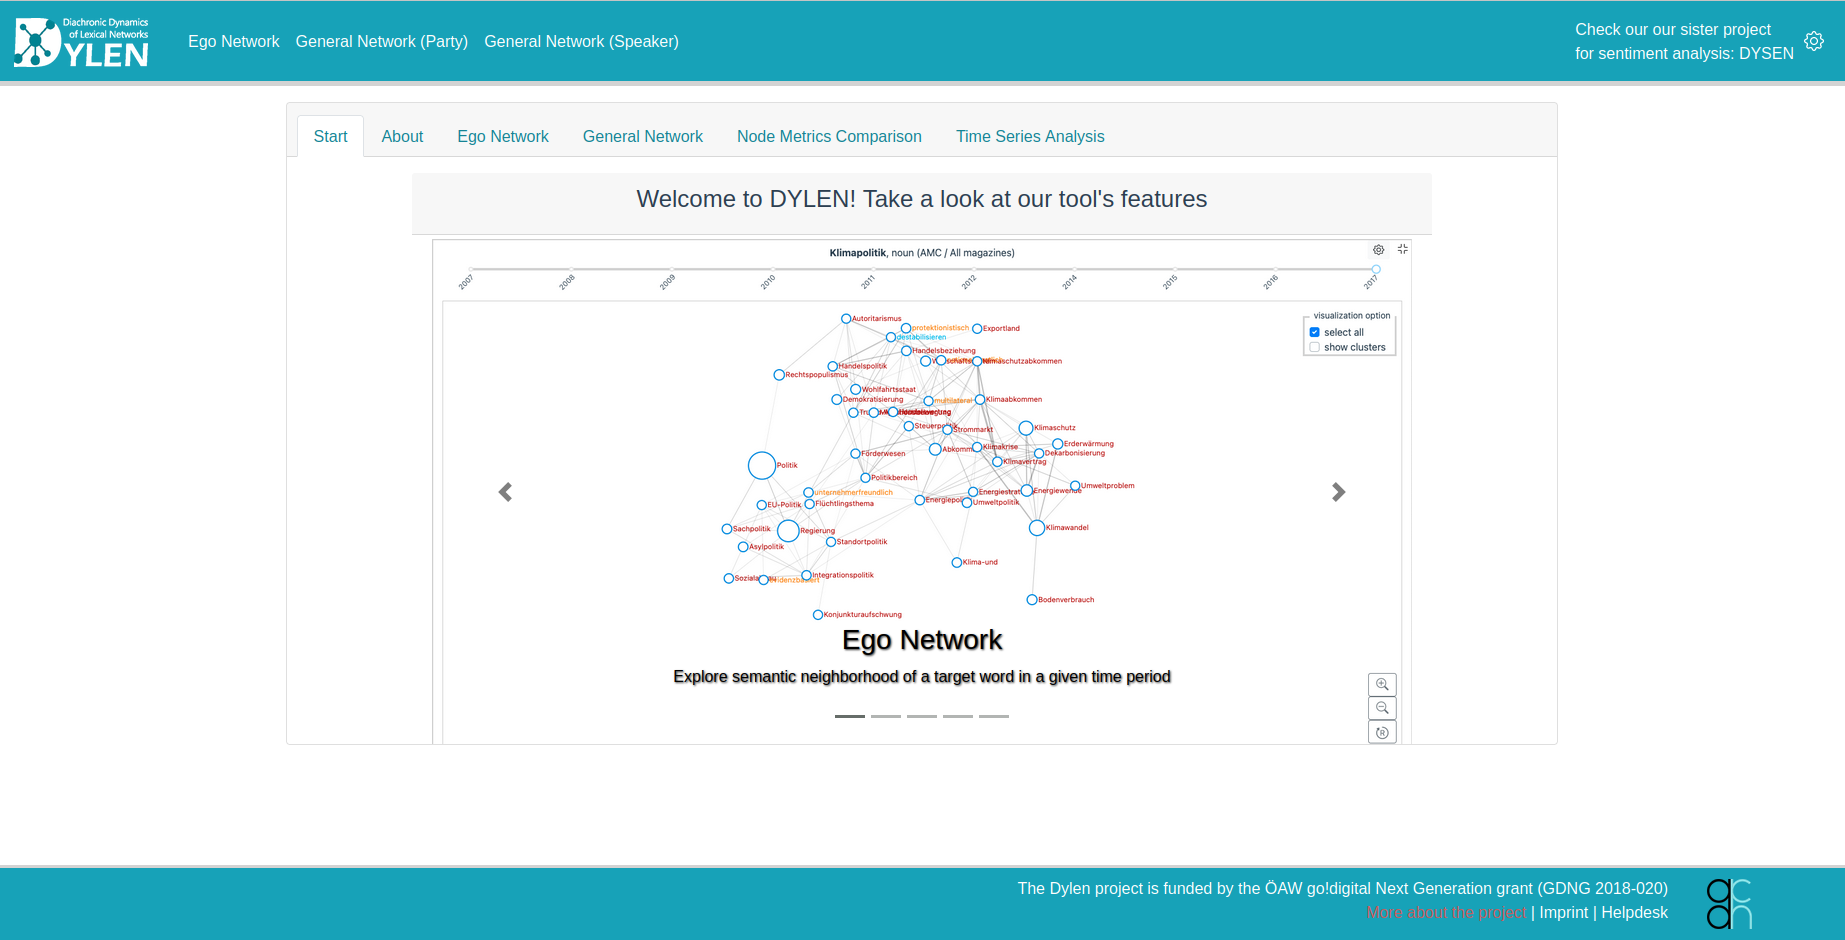 Diachronic Dynamics
of Lexical Networks
DYLEN
Ego Network General Network (Party) General Network (Speaker)
Check our our sister project
for sentiment analysis: DYSEN
Start About Ego Network General Network Node Metrics Comparison Time Series Analysis
Welcome to DYLEN! Take a look at our tool's features
Klimapolitik, noun (AMC / All magazines)
2007 2008 2009 2010 2011 2012 2014 2015 2016 2017
visualization option
select all
show clusters
Autoritarismus
protektionistisch
Exportland
destabilisieren
Handelsbeziehung
Klimaschutzabkommen
Handelspolitik
Rechtspopulismus
Wohlfahrtsstaat
Demokratisierung
multilateral
Klimaabkommen
Steuerpolitik
Strommarkt
Klimaschutz
Erderwärmung
Klimakrise
Förderwesen
Dekarbonisierung
Klimavertrag
Politik
Politikbereich
Umweltproblem
unternehmerfreundlich
Energiewende
EU-Politik
Flüchtlingsthema
Umweltpolitik
Sachpolitik
Regierung
Klimawandel
Standortpolitik
Asylpolitik
Klima-und
Integrationspolitik
Bodenverbrauch
Konjunkturaufschwung
Ego Network
Explore semantic neighborhood of a target word in a given time period
The Dylen project is funded by the ÖAW go!digital Next Generation grant (GDNG 2018-020)
More about the project | Imprint | Helpdesk